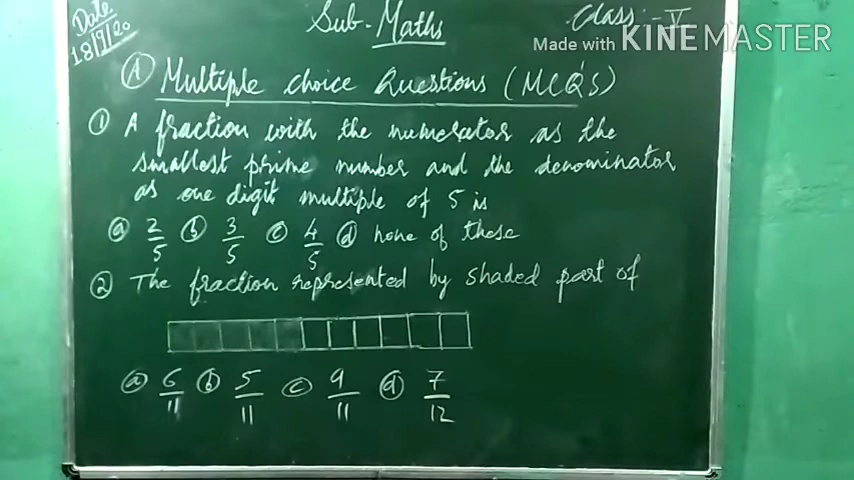 Date
18/9/20
Sub- Maths
Class:- V
Made with KINEMASTER
A Multiple choice Questions (MCQ'S)
1 A fraction with the numerator as the
smallest prime number and the denominator
as one digit multiple of 5 is
a 2/5 b 3/5 c 4/5 d none of these
2 The fraction represented by shaded part of
a 6/11 b 5/11 c 9/11 d 7/12